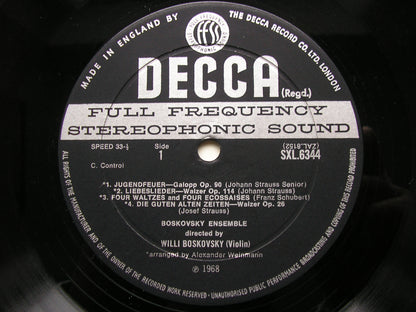 MADE IN ENGLAND BY
THE DECCA RECORD CO. LTD. LONDON
FULL FREQUENCY
ffss
STEREOPHONIC SOUND
DECCA
(Regd.)
FULL FREQUENCY
STEREOPHONIC SOUND
SPEED 33⅓
Side
1
(ZAL.8152)
SXL.6344
C. Control
*1. JUGENDFEUER—Galopp Op. 90 (Johann Strauss Senior)
*2. LIEBESLIEDER—Walzer Op. 114 (Johann Strauss)
*3. FOUR WALTZES and FOUR ECOSSAISES (Franz Schubert)
*4. DIE GUTEN ALTEN ZEITEN—Walzer Op. 26
(Josef Strauss)
BOSKOVSKY ENSEMBLE
directed by
WILLI BOSKOVSKY (Violin)
*arranged by Alexander Weinmann
℗ 1968
ALL RIGHTS OF THE MANUFACTURER AND OF THE OWNER OF THE RECORDED WORK RESERVED · UNAUTHORISED PUBLIC PERFORMANCE BROADCASTING AND COPYING OF THIS RECORD PROHIBITED